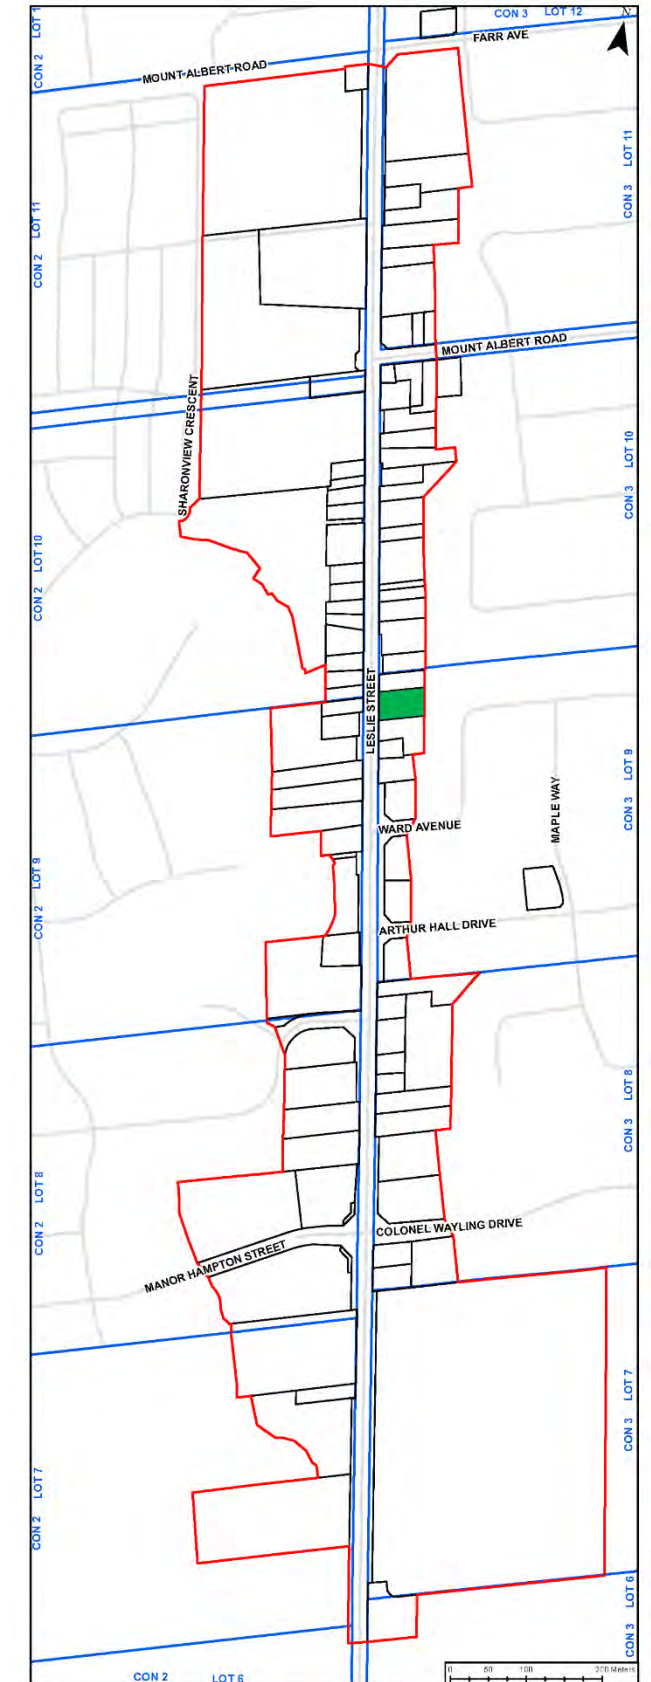 CON 3 LOT 12
N
LOT 1
CON 2
FARR AVE
MOUNT ALBERT ROAD
LOT 11
CON 3
LOT 11
CON 2
MOUNT ALBERT ROAD
SHARONVIEW CRESCENT
LOT 10
CON 3
LOT 10
CON 2
LESLIE STREET
LOT 9
CON 3
MAPLE WAY
WARD AVENUE
LOT 9
CON 2
ARTHUR HALL DRIVE
LOT 8
CON 3
LOT 8
CON 2
COLONEL WAYLING DRIVE
MANOR HAMPTON STREET
LOT 7
CON 3
LOT 7
CON 2
LOT 6
CON 3
CON 2 LOT 6
0 50 100 200 Meters